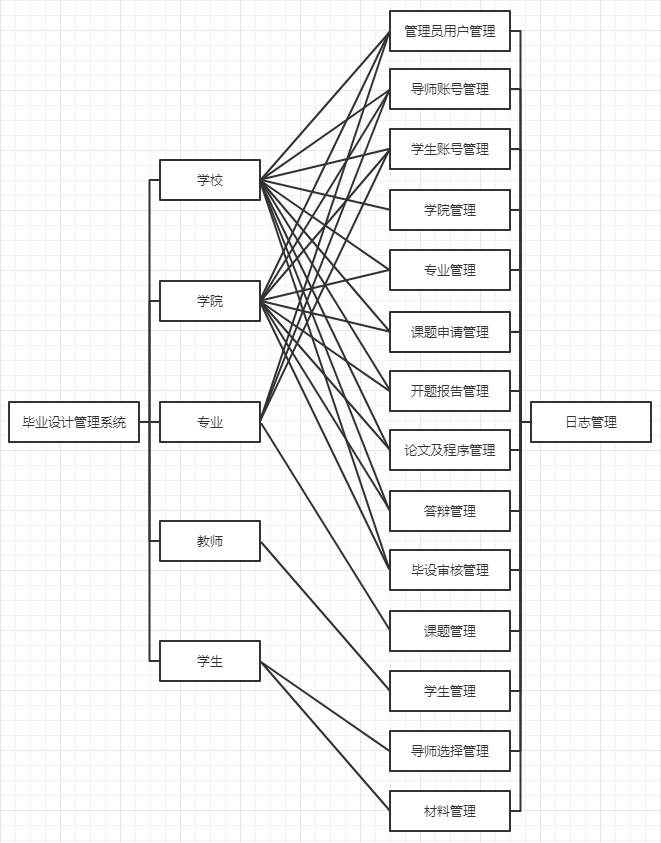 毕业设计管理系统
学校
学院
专业
教师
学生
管理员用户管理
导师账号管理
学生账号管理
学院管理
专业管理
课题申请管理
开题报告管理
论文及程序管理
答辩管理
毕设审核管理
课题管理
学生管理
导师选择管理
材料管理
日志管理